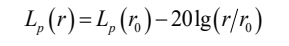 L_p(r) = L_p(r_0) − 20lg(r/r_0)